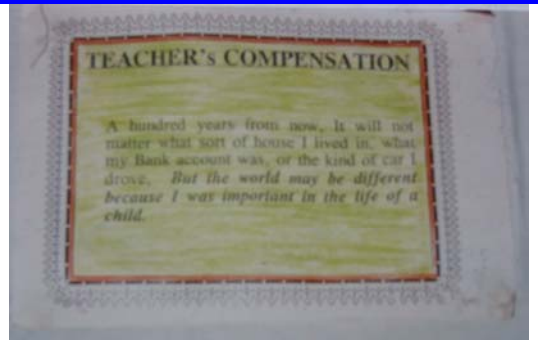 TEACHER's COMPENSATION
A hundred years from now, It will not
matter what sort of house I lived in, what
my Bank account was, or the kind of car I
drove, But the world may be different
because I was important in the life of a
child.